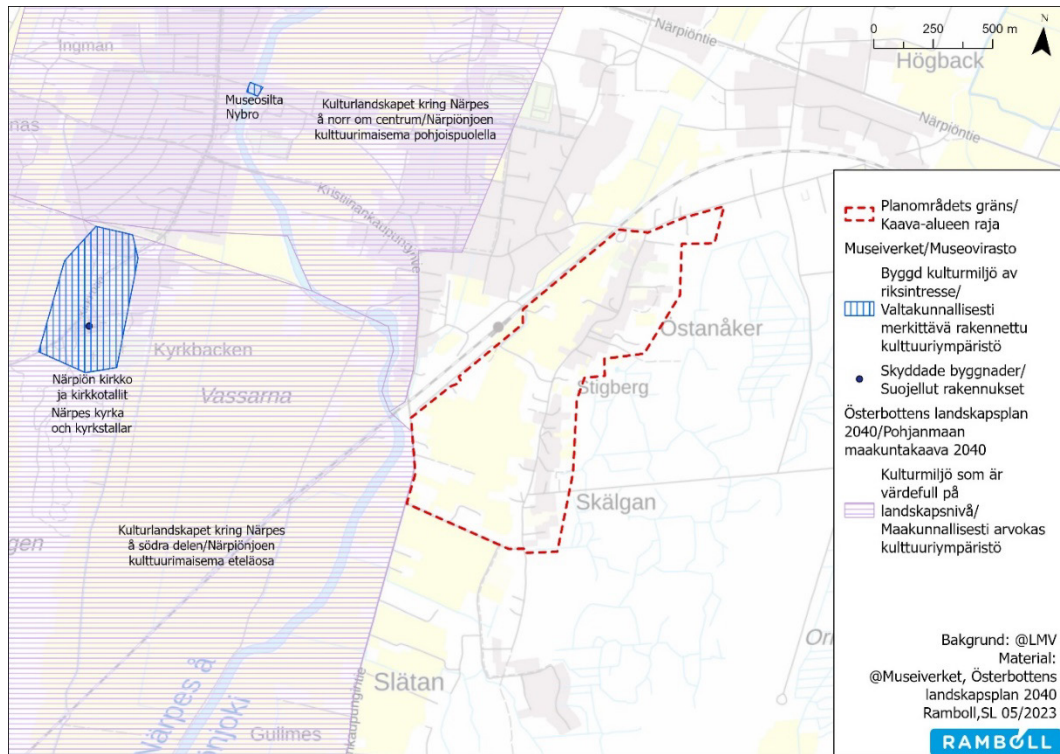 Ingman
nas
Museosilta
Nybro
Kulturlandskapet kring Närpes
å norr om centrum/Närpiönjoen
kulttuurimaisema pohjoispuolella
Närpiöntie
Högback
Närpiöntie
0 250 500 m
N
Kristiinankaupungintie
Kyrkbacken
Vassarna
Närpiön kirkko
ja kirkkotallit
Närpes kyrka
och kyrkstallar
Östanåker
Stigberg
Skälgan
Kulturlandskapet kring Närpes
å södra delen/Närpiönjoen
kulttuurimaisema eteläosa
gen
Slätan
Närpes å
önjoki
Gullmes
inkaupungintie
Planområdets gräns/
Kaava-alueen raja
Museiverket/Museovirasto
Byggd kulturmiljö av
riksintresse/
Valtakunnallisesti
merkittävä rakennettu
kulttuuriympäristö
Skyddade byggnader/
Suojellut rakennukset
Österbottens landskapsplan
2040/Pohjanmaan
maakuntakaava 2040
Kulturmiljö som är
värdefull på
landskapsnivå/
Maakunnallisesti arvokas
kulttuuriympäristö
Bakgrund: @LMV
Material:
@Museiverket, Österbottens
landskapsplan 2040
Ramboll,SL 05/2023
RAMBOLL